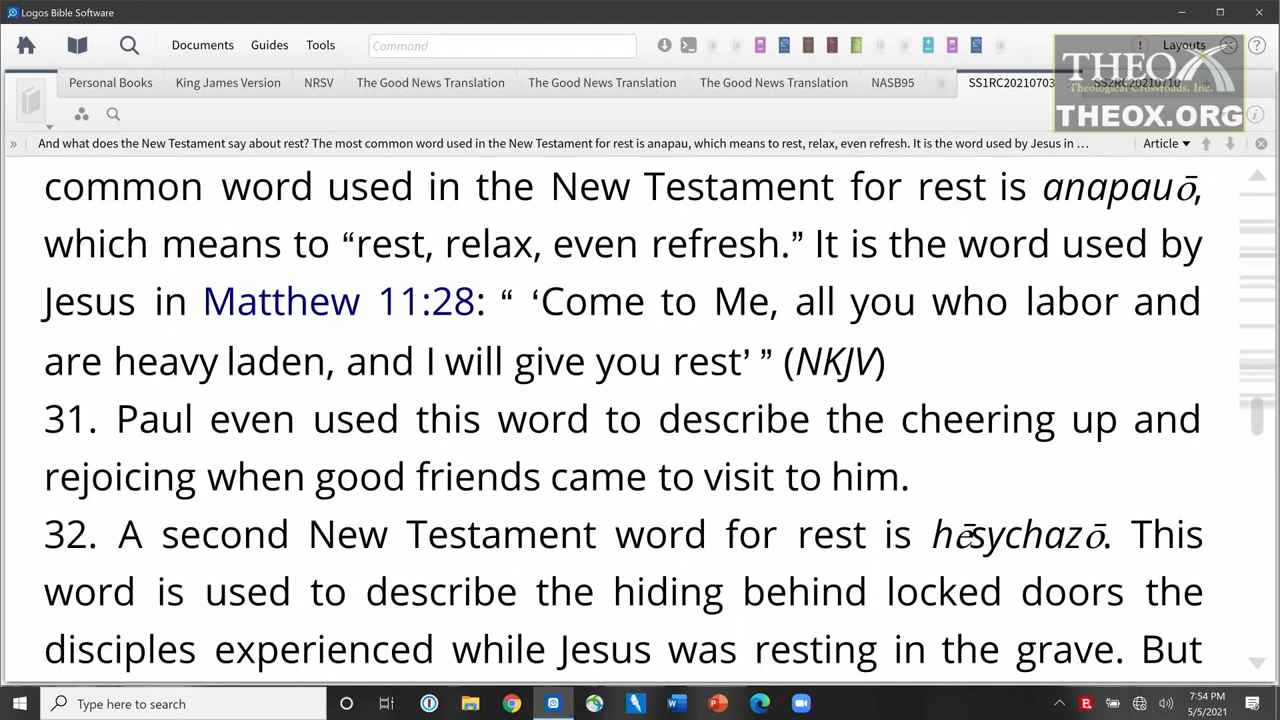 Logos Bible Software
Documents Guides Tools Command Layouts
Personal Books King James Version NRSV The Good News Translation The Good News Translation The Good News Translation NASB95 SS1RC20210703
THEOX
Theological Crossroads, Inc.
THEOX.ORG
And what does the New Testament say about rest? The most common word used in the New Testament for rest is anapau, which means to rest, relax, even refresh. It is the word used by Jesus in … Article
common word used in the New Testament for rest is anapauō,
which means to “rest, relax, even refresh.” It is the word used by
Jesus in Matthew 11:28: “ ‘Come to Me, all you who labor and
are heavy laden, and I will give you rest’ ” (NKJV)
31. Paul even used this word to describe the cheering up and
rejoicing when good friends came to visit to him.
32. A second New Testament word for rest is hēsychazō. This
word is used to describe the hiding behind locked doors the
disciples experienced while Jesus was resting in the grave. But
Type here to search
7:54 PM
5/5/2021